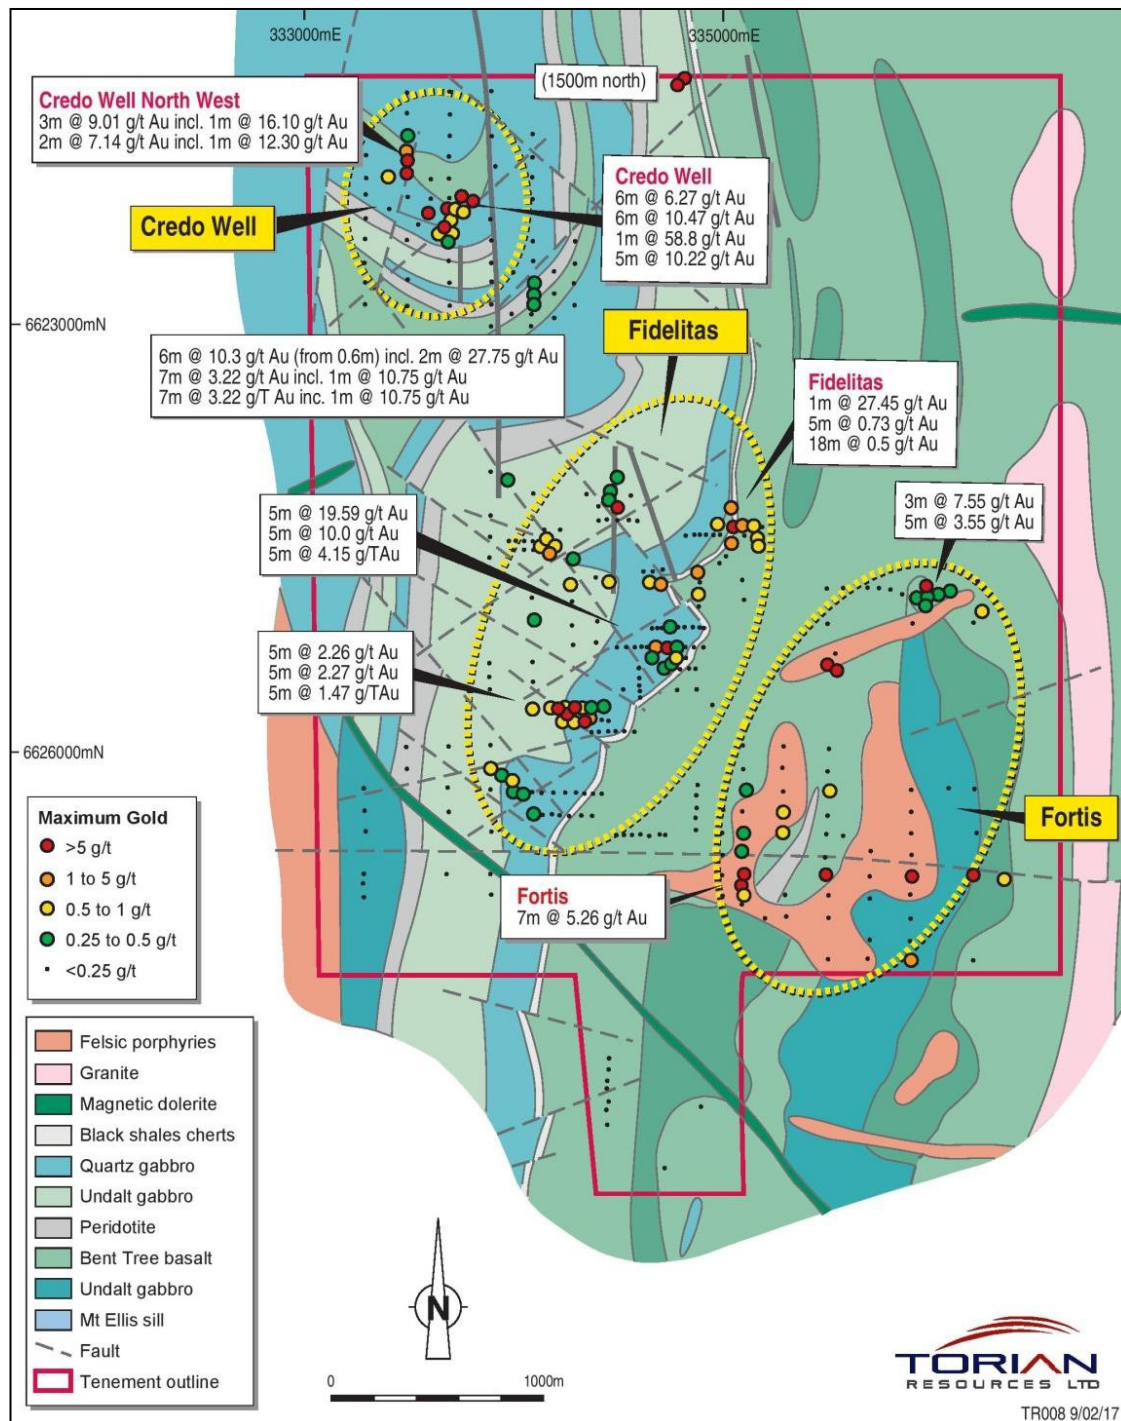 333000mE
335000mE
(1500m north)
Credo Well North West
3m @ 9.01 g/t Au incl. 1m @ 16.10 g/t Au
2m @ 7.14 g/t Au incl. 1m @ 12.30 g/t Au
Credo Well
6m @ 6.27 g/t Au
6m @ 10.47 g/t Au
1m @ 58.8 g/t Au
5m @ 10.22 g/t Au
Credo Well
6623000mN
Fidelitas
6m @ 10.3 g/t Au (from 0.6m) incl. 2m @ 27.75 g/t Au
7m @ 3.22 g/t Au incl. 1m @ 10.75 g/t Au
7m @ 3.22 g/T Au inc. 1m @ 10.75 g/t Au
Fidelitas
1m @ 27.45 g/t Au
5m @ 0.73 g/t Au
18m @ 0.5 g/t Au
3m @ 7.55 g/t Au
5m @ 3.55 g/t Au
5m @ 19.59 g/t Au
5m @ 10.0 g/t Au
5m @ 4.15 g/TAu
5m @ 2.26 g/t Au
5m @ 2.27 g/t Au
5m @ 1.47 g/TAu
6626000mN
Fortis
Fortis
7m @ 5.26 g/t Au
Maximum Gold
>5 g/t
1 to 5 g/t
0.5 to 1 g/t
0.25 to 0.5 g/t
<0.25 g/t
Felsic porphyries
Granite
Magnetic dolerite
Black shales cherts
Quartz gabbro
Undalt gabbro
Peridotite
Bent Tree basalt
Undalt gabbro
Mt Ellis sill
Fault
Tenement outline
N
0 1000m
TORIAN
RESOURCES LTD
TR008 9/02/17